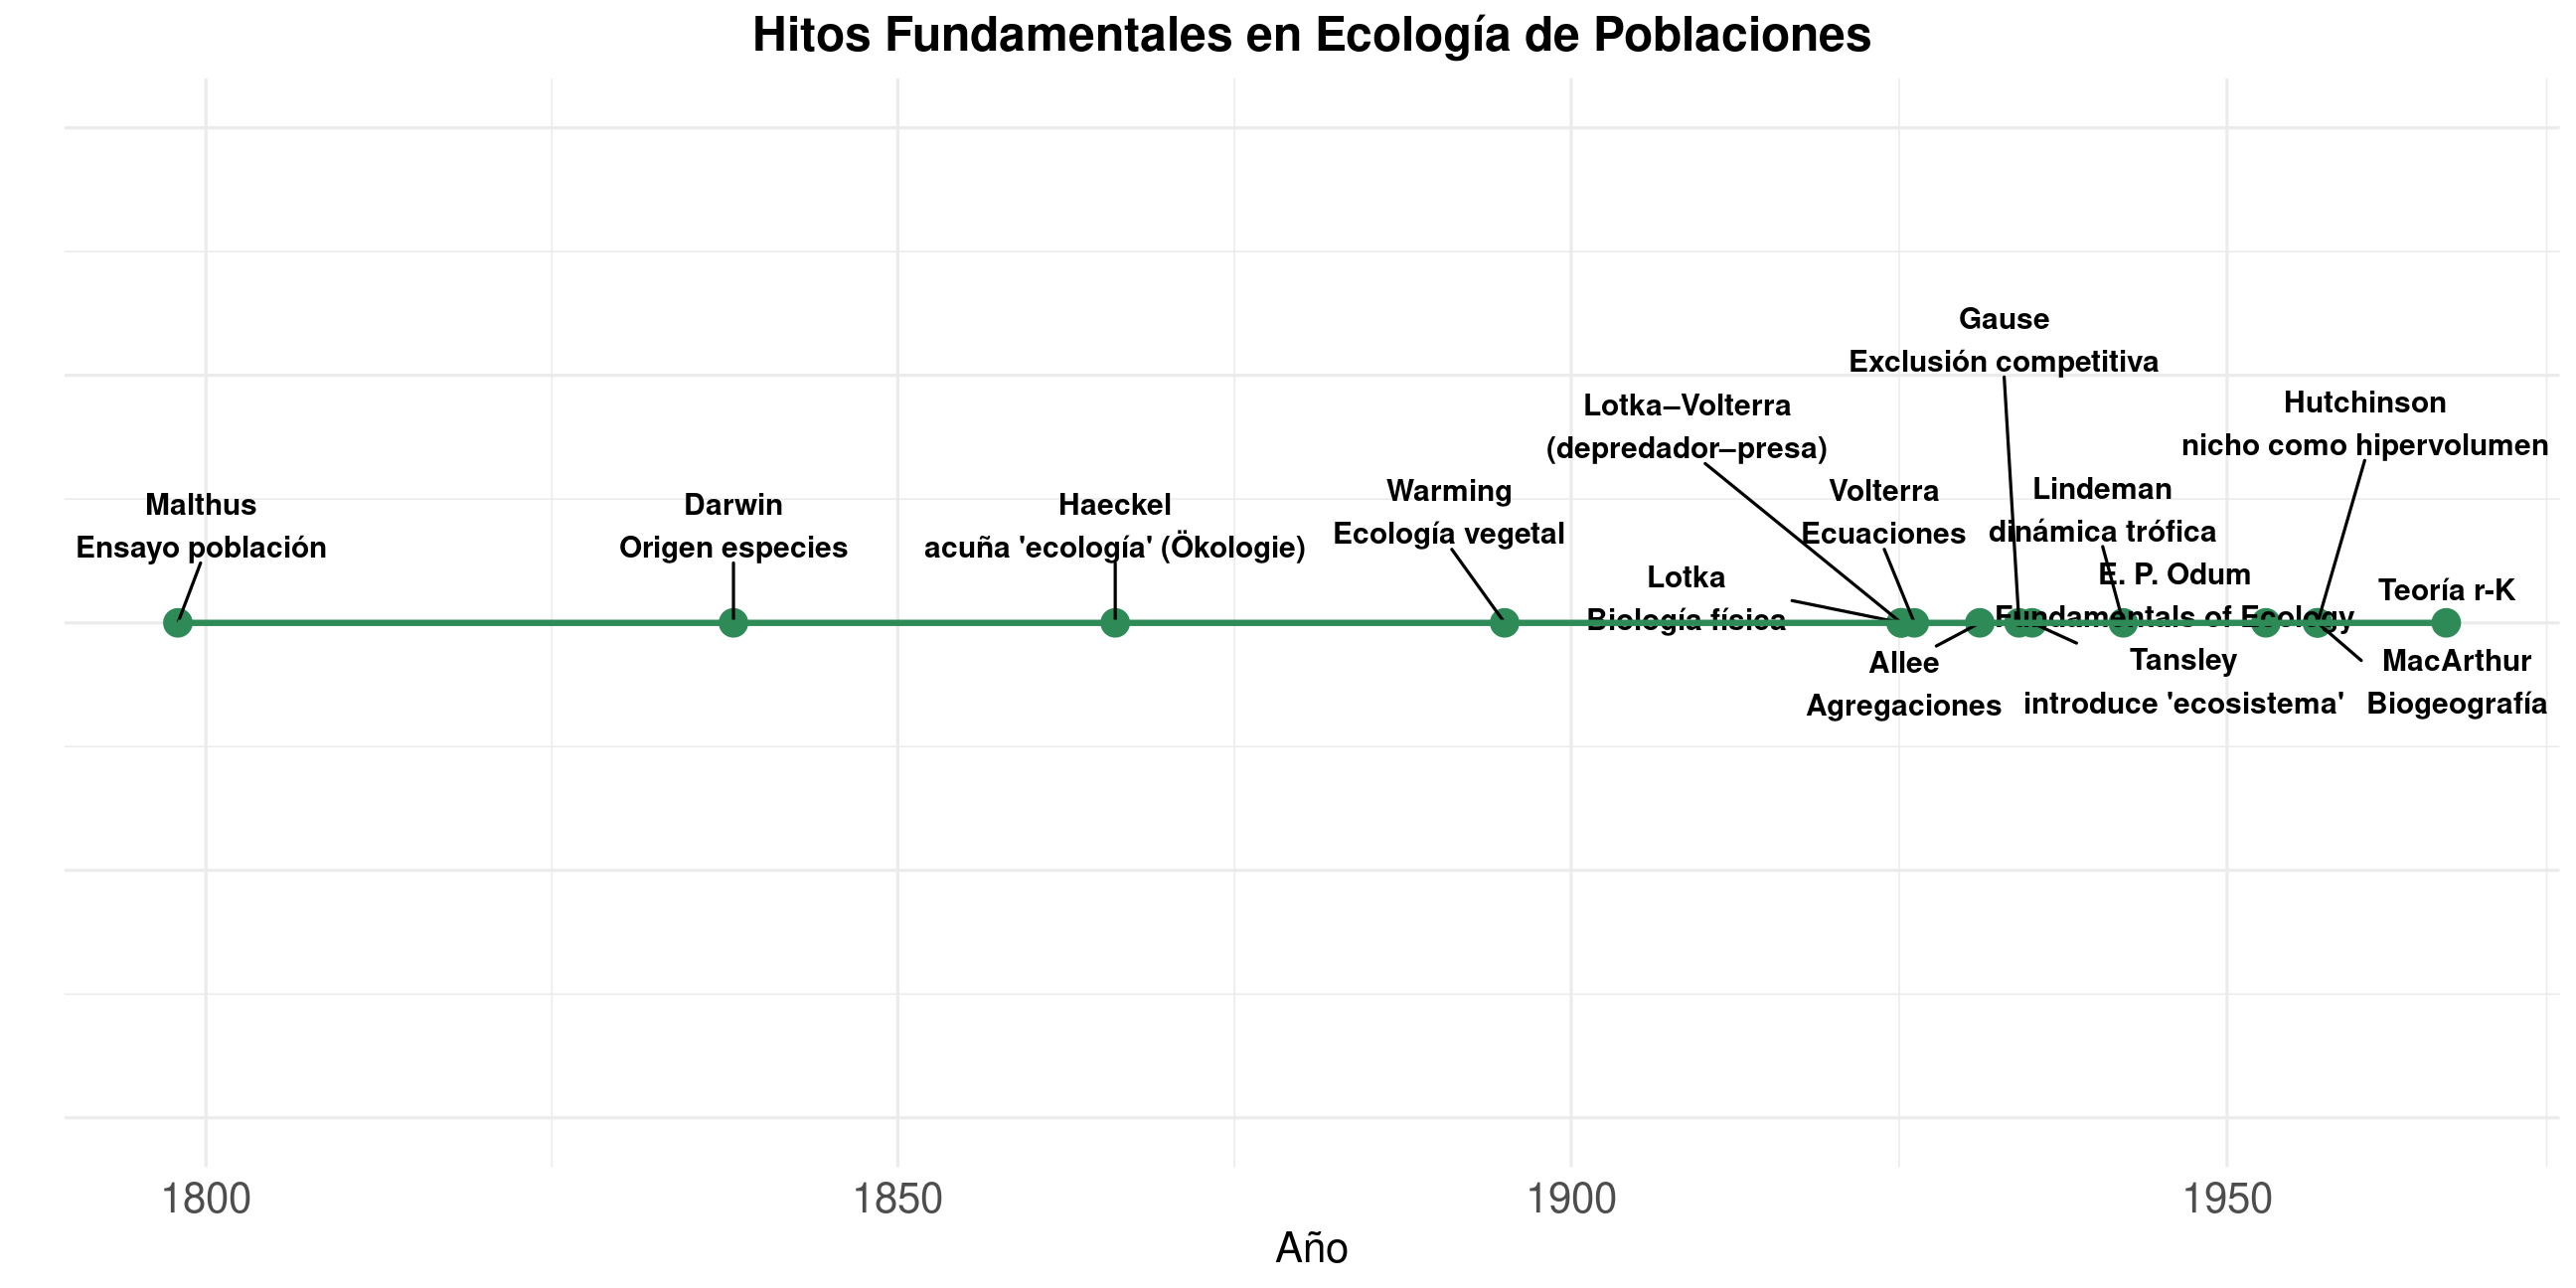 Hitos Fundamentales en Ecología de Poblaciones
Malthus
Ensayo población
Darwin
Origen especies
Haeckel
acuña 'ecología' (Ökologie)
Warming
Ecología vegetal
Lotka–Volterra
(depredador–presa)
Lotka
Biología física
Volterra
Ecuaciones
Allee
Agregaciones
Gause
Exclusión competitiva
Tansley
introduce 'ecosistema'
Lindeman
dinámica trófica
E. P. Odum
Fundamentals of Ecology
Hutchinson
nicho como hipervolumen
MacArthur
Biogeografía
Teoría r-K
1800
1850
1900
1950
Año